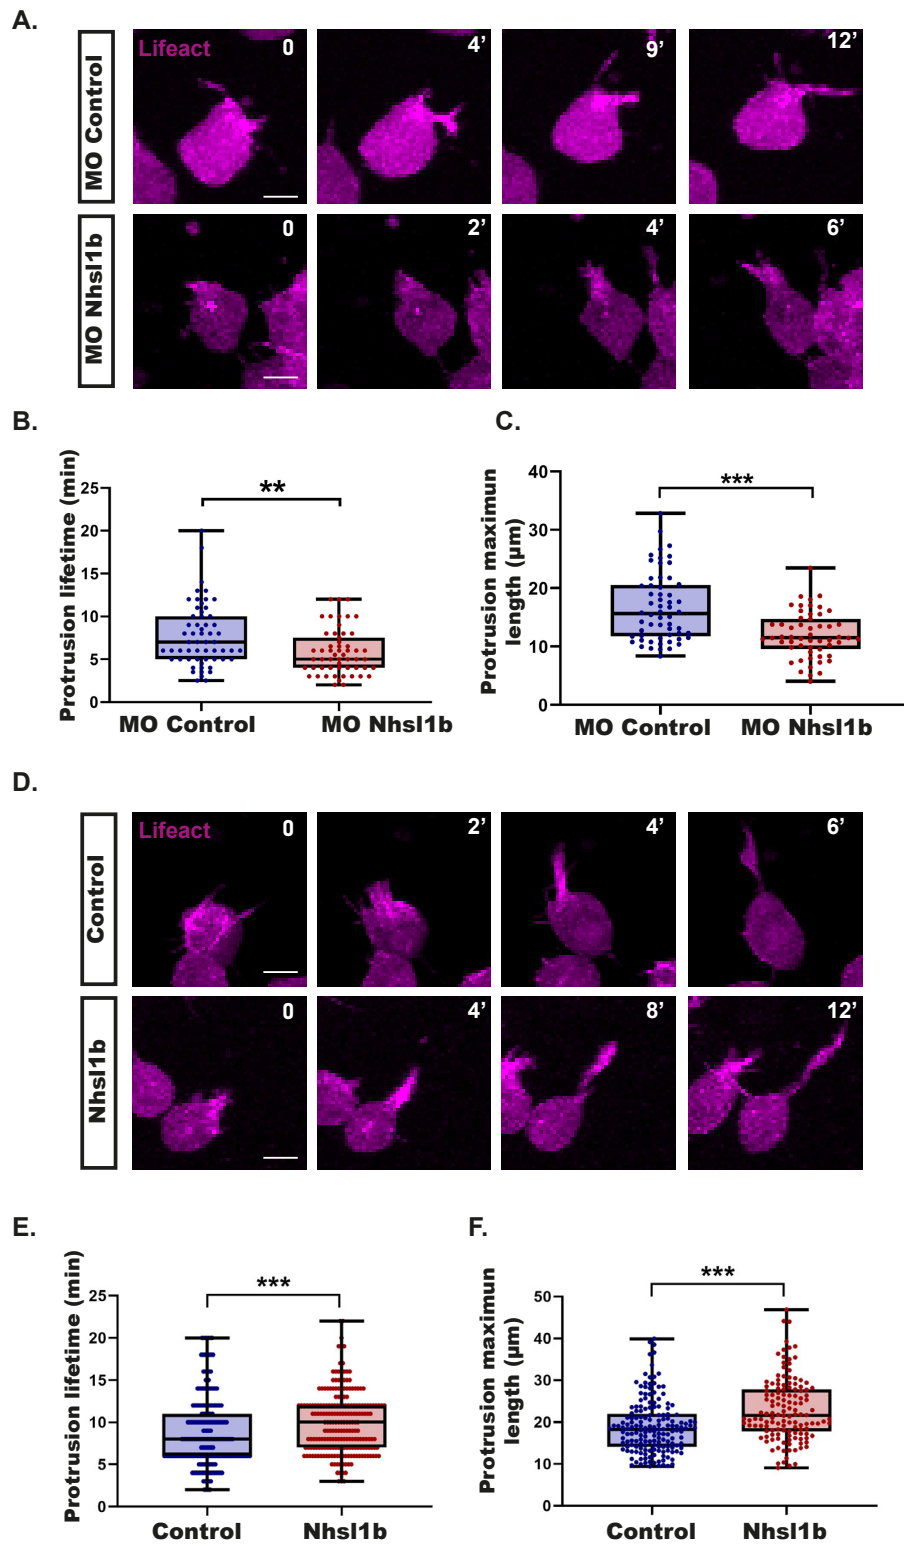 A.
MO Control
Lifeact
0
4’
9’
12’
MO Nhsl1b
0
2’
4’
6’
B.
Protrusion lifetime (min)
25
20
15
10
5
0
**
MO Control
MO Nhsl1b
C.
Protrusion maximun
length (µm)
40
30
20
10
0
***
MO Control
MO Nhsl1b
D.
Control
Lifeact
0
2’
4’
6’
Nhsl1b
0
4’
8’
12’
E.
Protrusion lifetime (min)
25
20
15
10
5
0
***
Control
Nhsl1b
F.
Protrusion maximun
length (µm)
50
40
30
20
10
0
***
Control
Nhsl1b